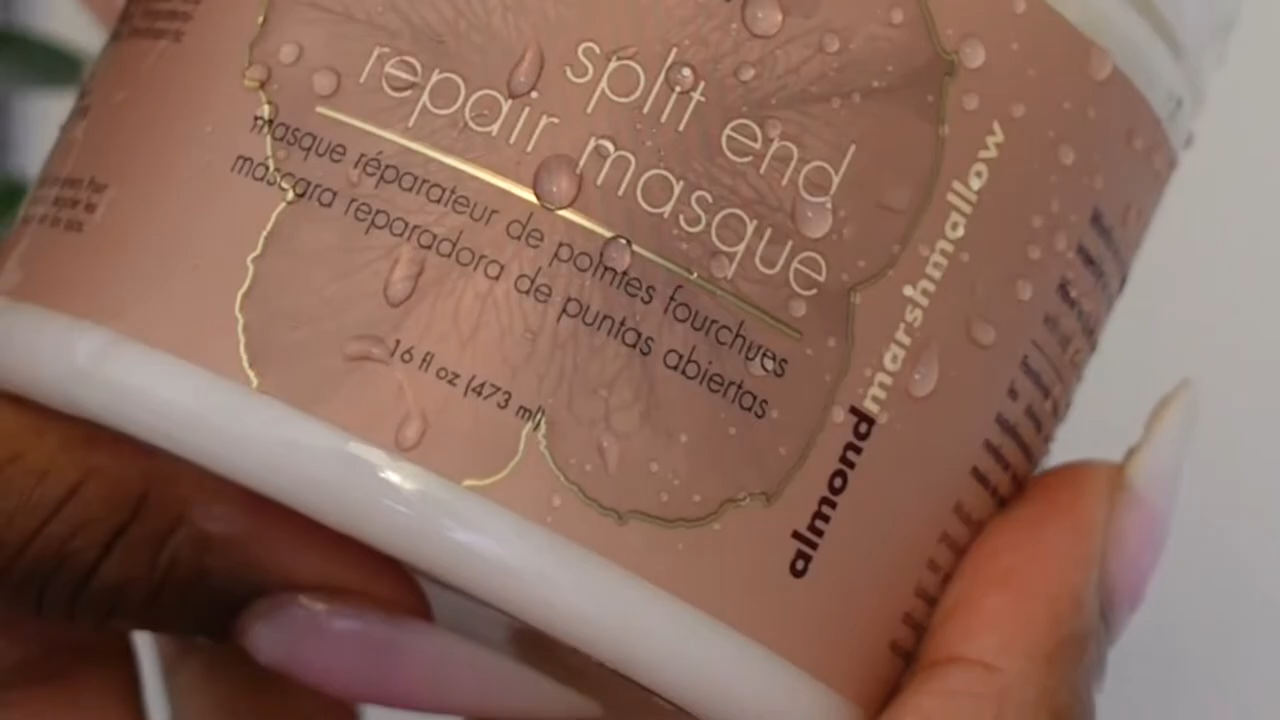 split end
repair masque
masque réparateur de pointes fourchues
máscara reparadora de puntas abiertas
16 fl oz (473 ml)
almondmarshmallow